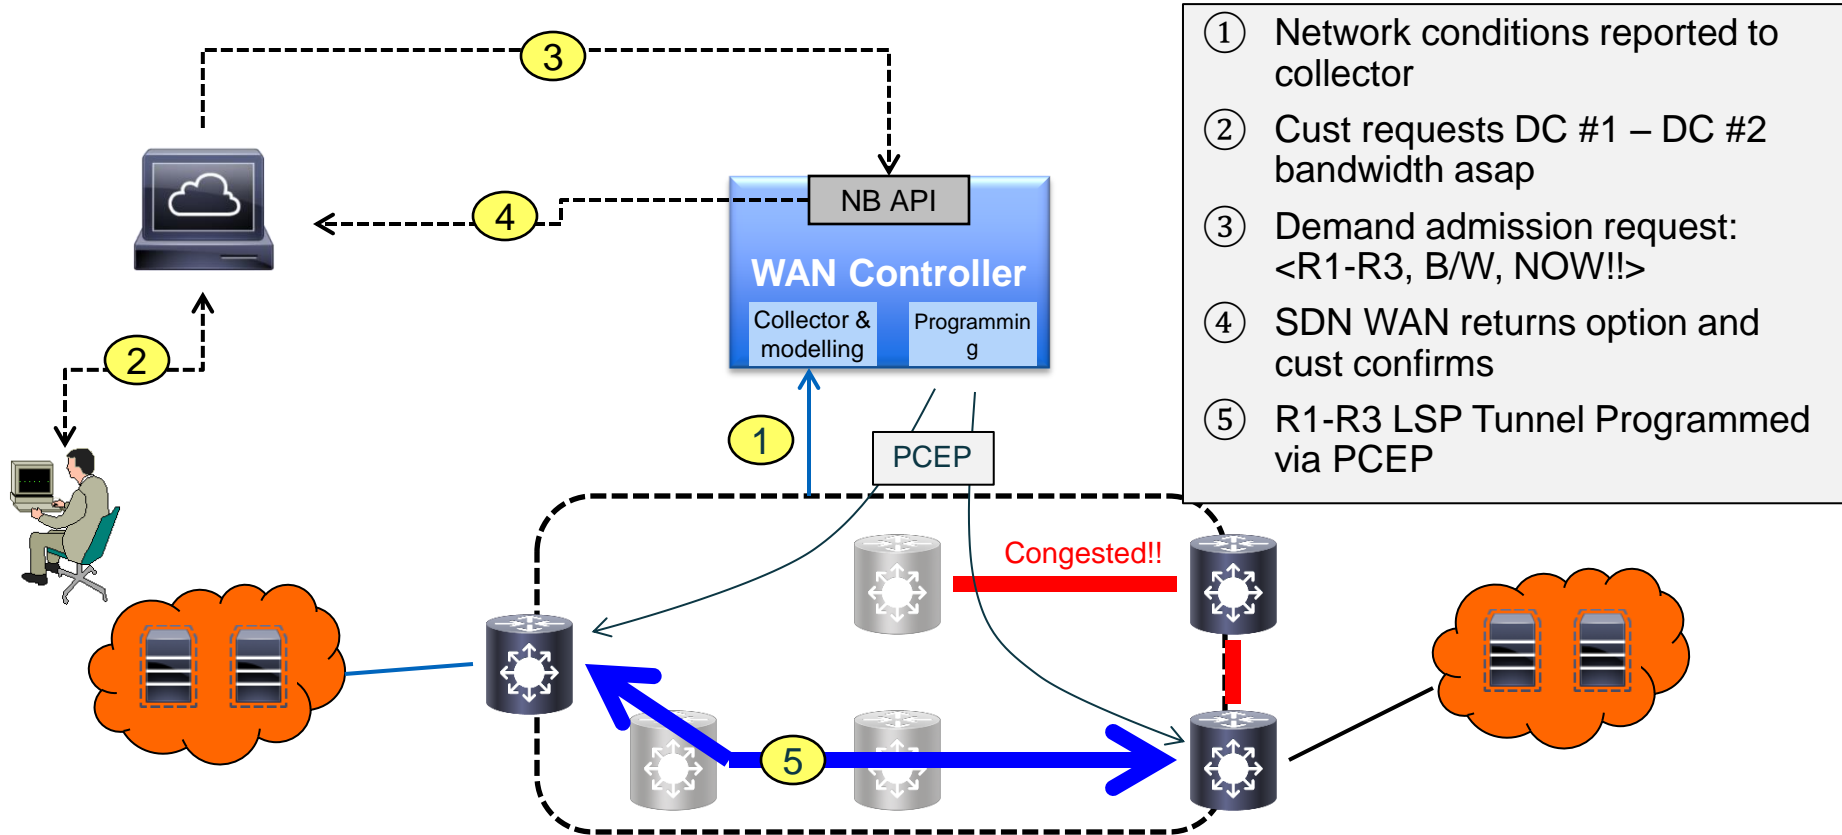 3
4
2
NB API
WAN Controller
Collector &
modelling
Programmin
g
1
PCEP
Congested!!
5
① Network conditions reported to
collector
② Cust requests DC #1 – DC #2
bandwidth asap
③ Demand admission request:
<R1-R3, B/W, NOW!!>
④ SDN WAN returns option and
cust confirms
⑤ R1-R3 LSP Tunnel Programmed
via PCEP